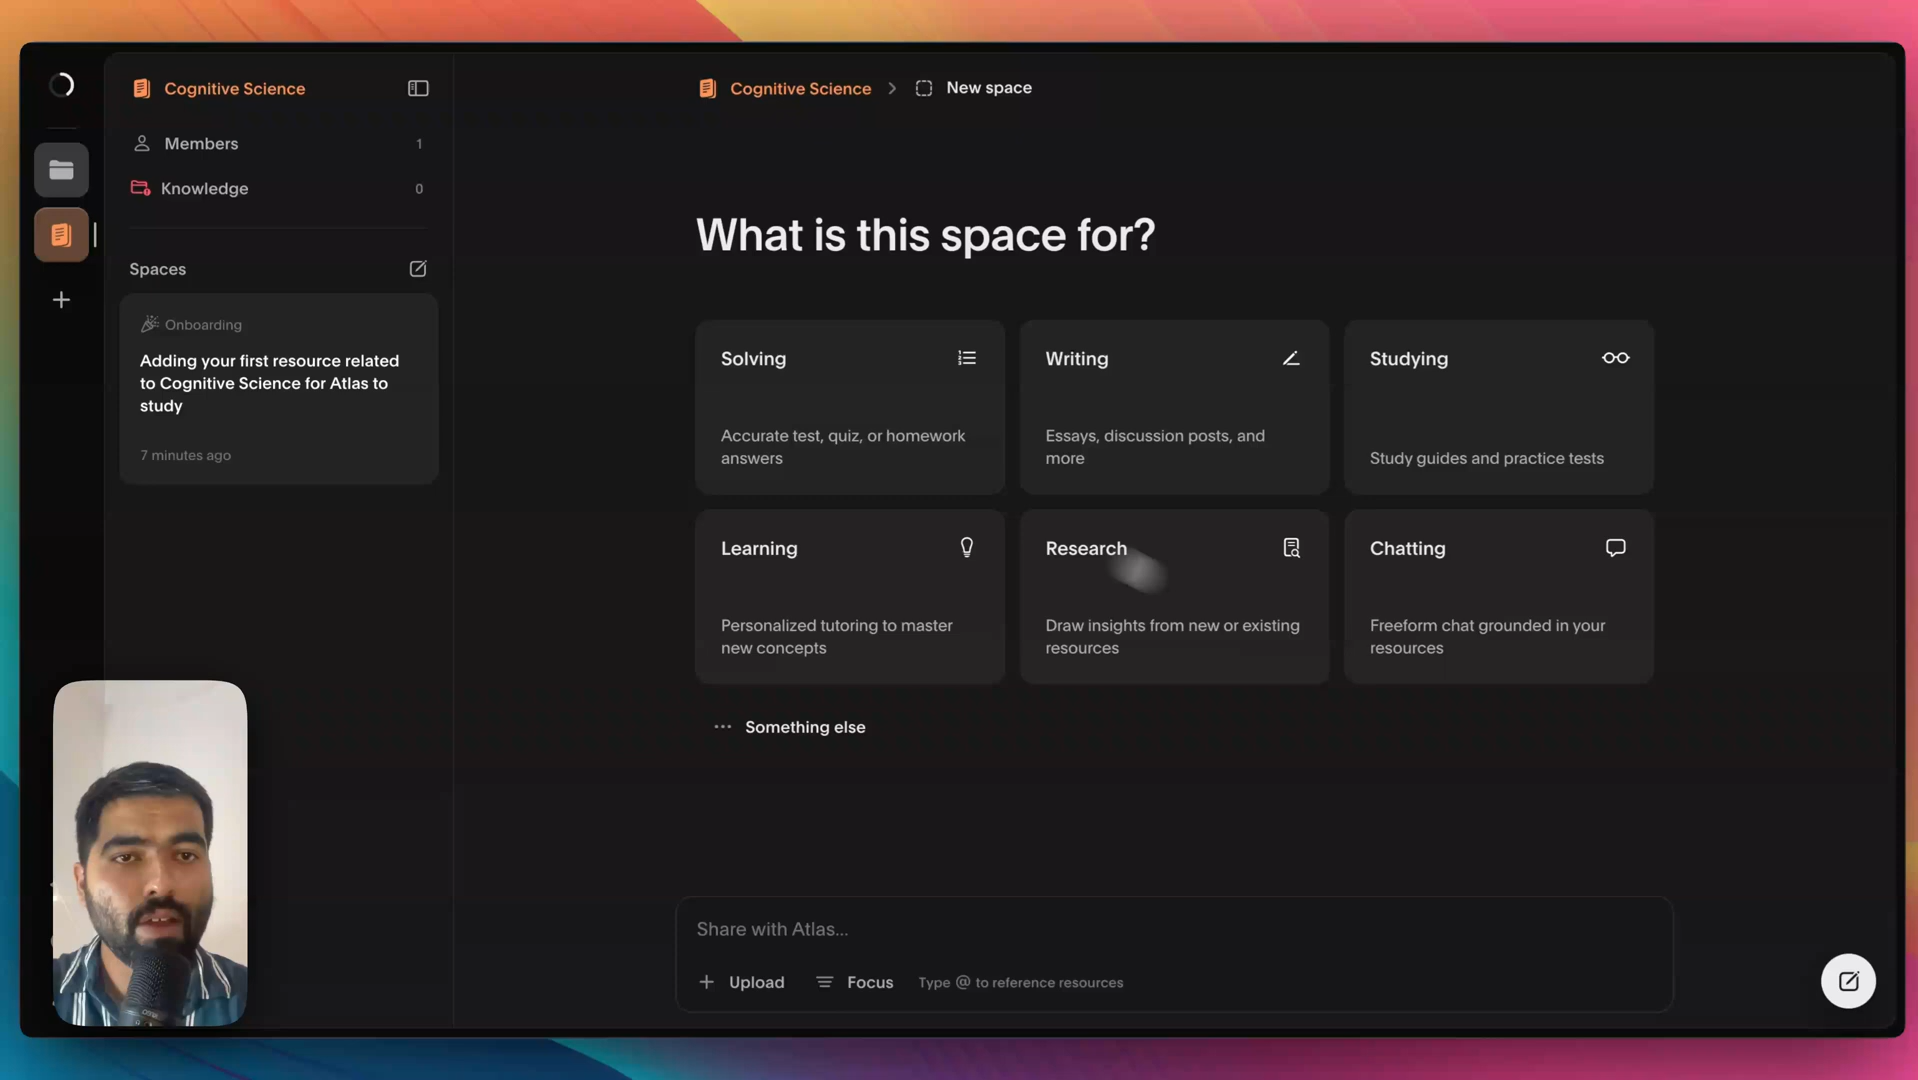 Cognitive Science
Members 1
Knowledge 0
Spaces
Onboarding
Adding your first resource related
to Cognitive Science for Atlas to
study
7 minutes ago
Cognitive Science > New space
What is this space for?
Solving
Accurate test, quiz, or homework
answers
Writing
Essays, discussion posts, and
more
Studying
Study guides and practice tests
Learning
Personalized tutoring to master
new concepts
Research
Draw insights from new or existing
resources
Chatting
Freeform chat grounded in your
resources
Something else
Share with Atlas...
Upload Focus Type @ to reference resources